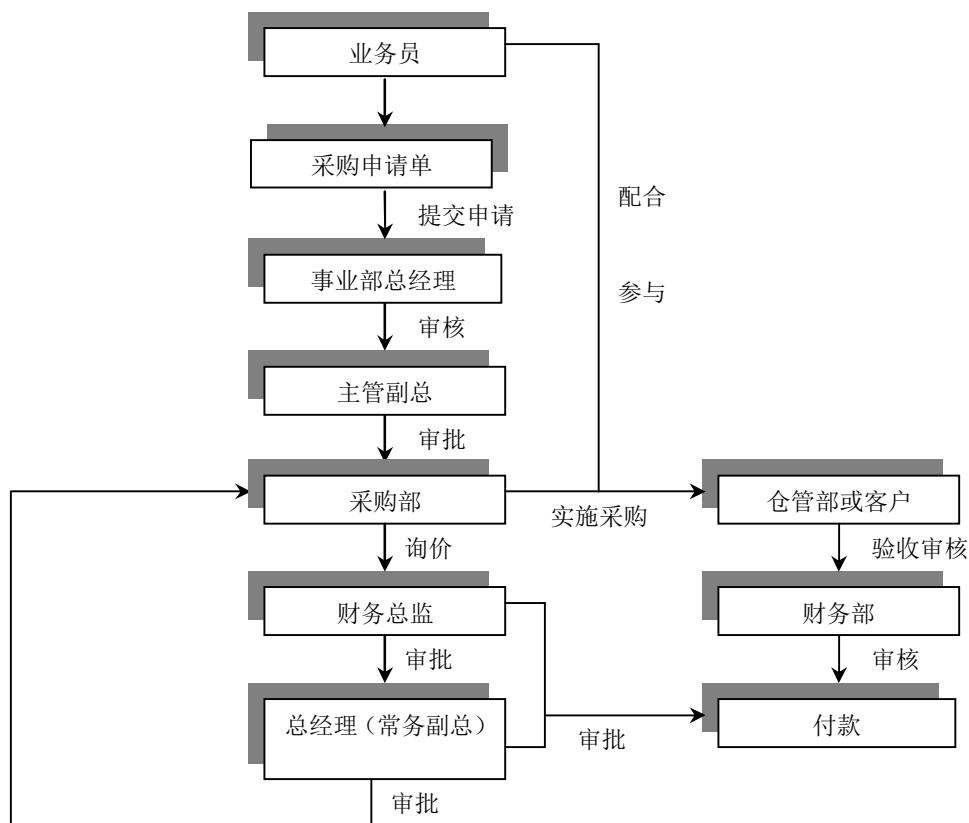 业务员
采购申请单
提交申请
配合
事业部总经理
参与
审核
主管副总
审批
采购部
实施采购
仓管部或客户
询价
验收审核
财务总监
财务部
审批
审核
总经理（常务副总）
审批
付款
审批